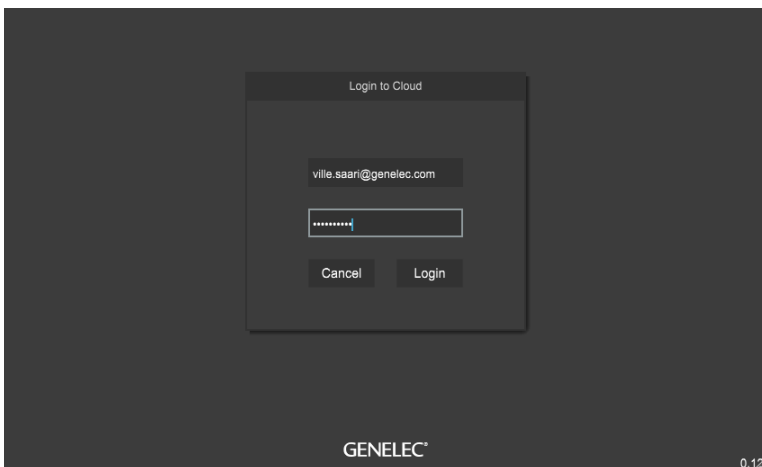 Login to Cloud
ville.saari@genelec.com
••••••••••
Cancel Login
GENELEC®
0.12